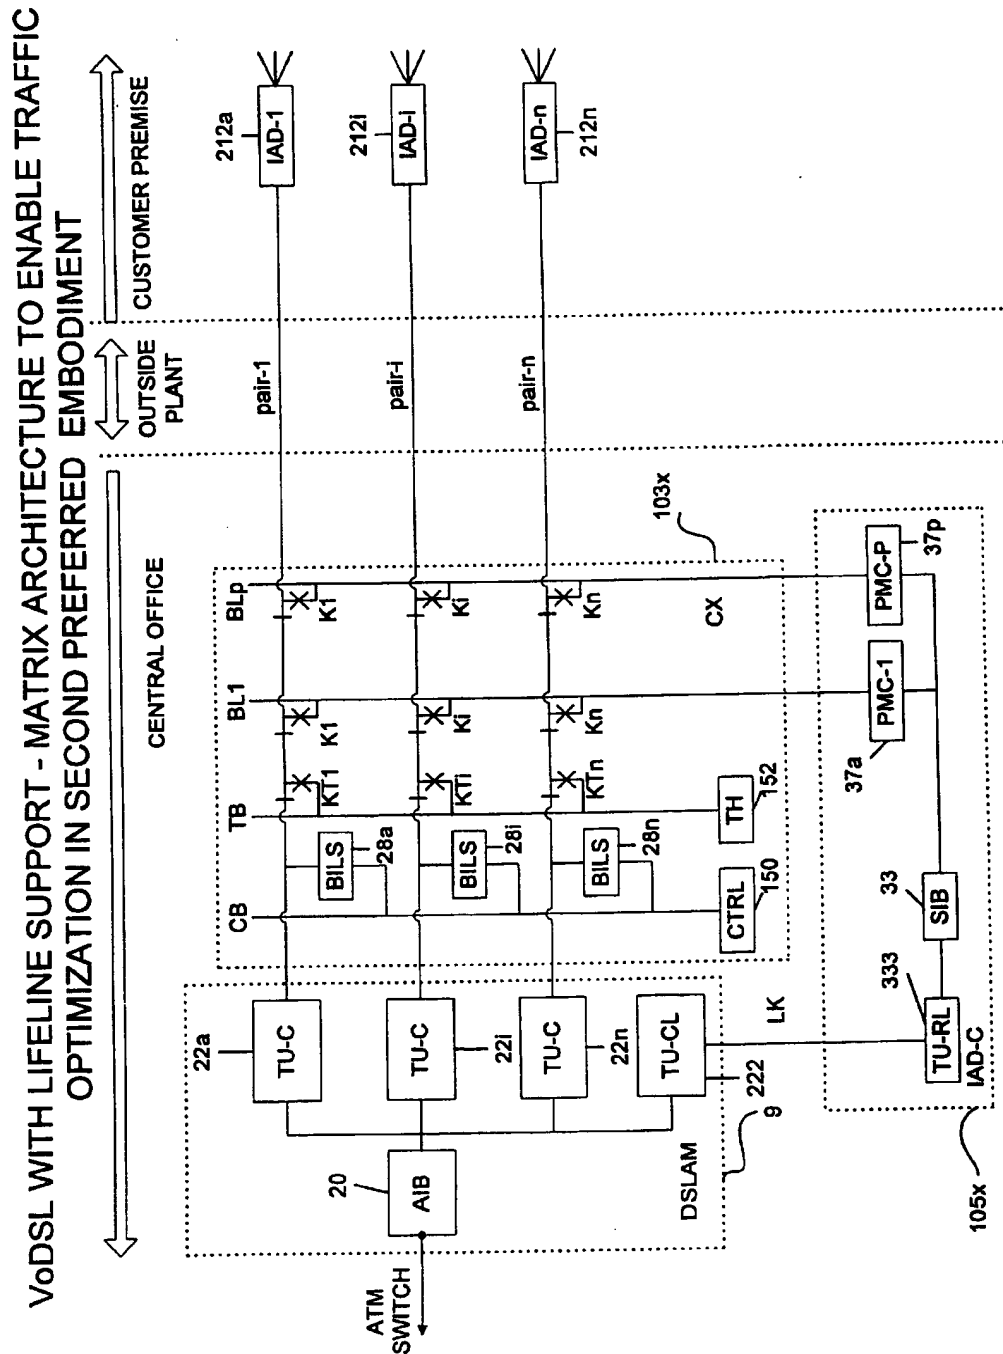 VoDSL WITH LIFELINE SUPPORT - MATRIX ARCHITECTURE TO ENABLE TRAFFIC
OPTIMIZATION IN SECOND PREFERRED EMBODIMENT
CENTRAL OFFICE
OUTSIDE
PLANT
CUSTOMER PREMISE
ATM
SWITCH
20
AIB
DSLAM
9
22a
TU-C
22i
TU-C
22n
TU-C
222
TU-CL
LK
CB
TB
BL1
BLp
BILS
28a
BILS
28i
BILS
28n
KT1
KTi
KTn
K1
Ki
Kn
K1
Ki
Kn
CTRL
150
TH
152
CX
103x
pair-1
pair-i
pair-n
212a
IAD-1
212i
IAD-i
212n
IAD-n
333
TU-RL
IAD-C
33
SIB
37a
PMC-1
37p
PMC-P
105x